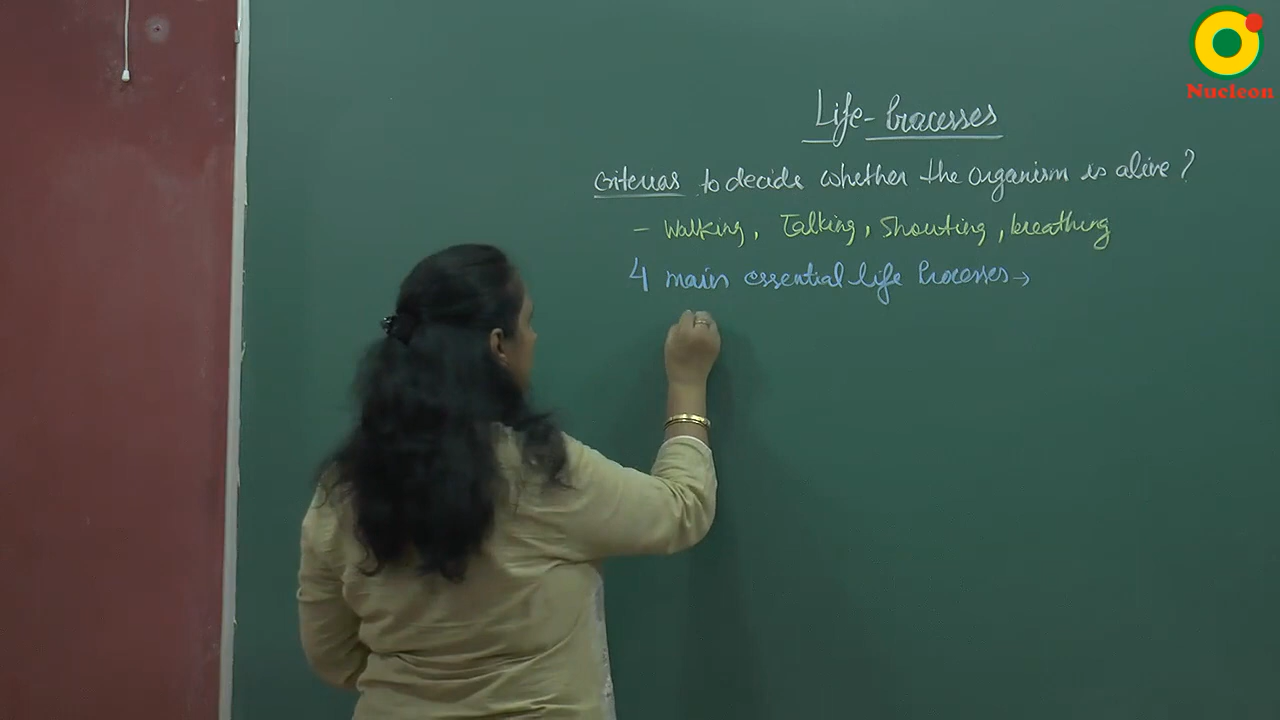 Nucleon
Life-Processes
Criterias to decide whether the organism is alive?
- Walking, Talking, Shouting, breathing
4 main essential life Processes→